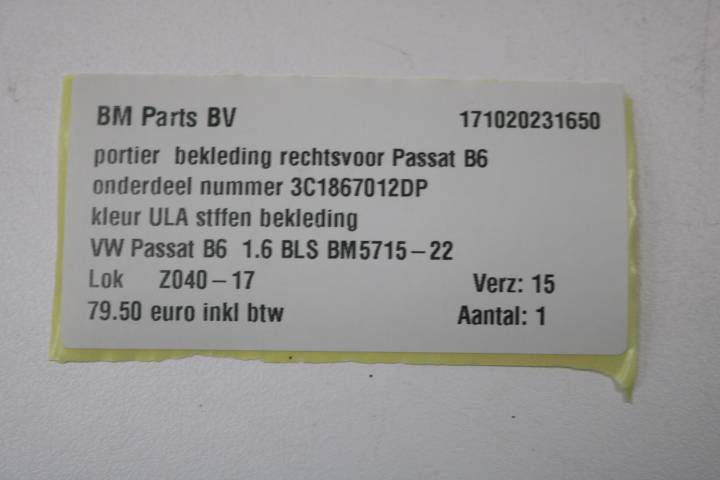 BM Parts BV 171020231650
portier bekleding rechtsvoor Passat B6
onderdeel nummer 3C1867012DP
kleur ULA stffen bekleding
VW Passat B6 1.6 BLS BM5715-22
Lok Z040-17 Verz: 15
79.50 euro inkl btw Aantal: 1